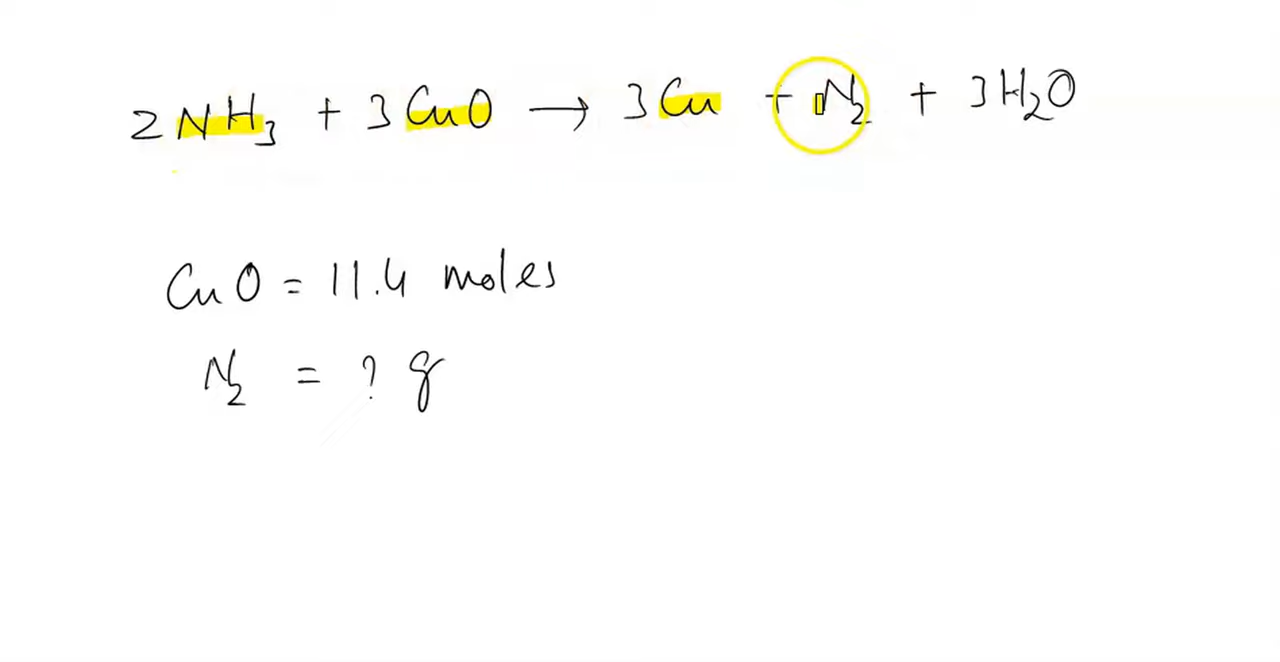 2NH3 + 3CuO → 3Cu + N2 + 3H2O
CuO = 11.4 moles
N2 = ? g